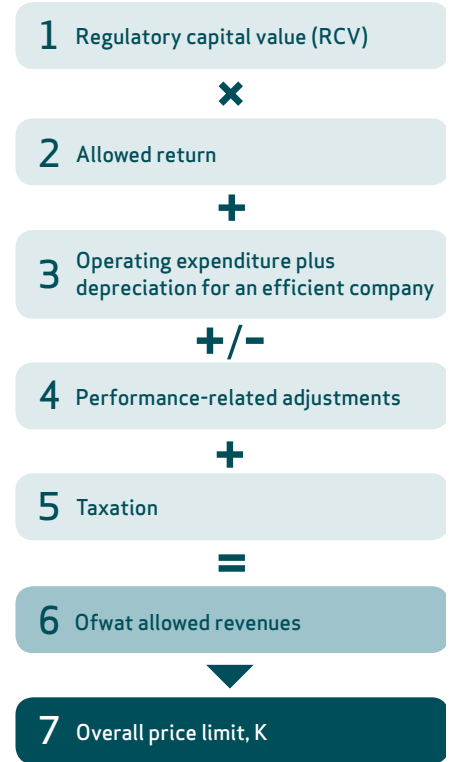 1 Regulatory capital value (RCV)
×
2 Allowed return
+
3 Operating expenditure plus
depreciation for an efficient company
+/-
4 Performance-related adjustments
+
5 Taxation
=
6 Ofwat allowed revenues
7 Overall price limit, K